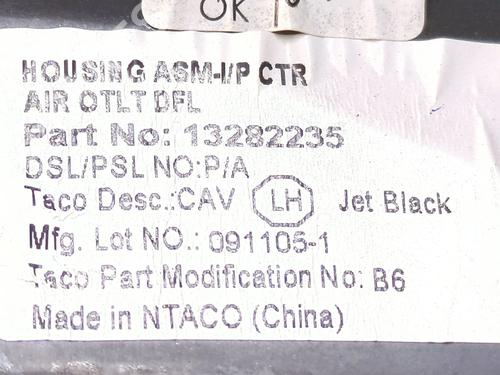 OK
HOUSING ASM-I/P CTR
AIR OTLT DFL
Part No: 13282235
DSL/PSL NO:P/A
Taco Desc.:CAV LH Jet Black
Mfg. Lot NO.: 091105-1
Taco Part Modification No: B6
Made in NTACO (China)